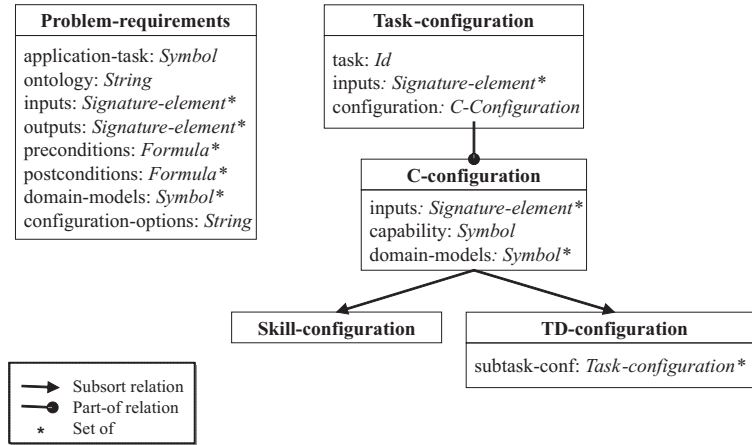 Problem-requirements
application-task: Symbol
ontology: String
inputs: Signature-element*
outputs: Signature-element*
preconditions: Formula*
postconditions: Formula*
domain-models: Symbol*
configuration-options: String
Task-configuration
task: Id
inputs: Signature-element*
configuration: C-Configuration
C-configuration
inputs: Signature-element*
capability: Symbol
domain-models: Symbol*
Skill-configuration
TD-configuration
subtask-conf: Task-configuration*
Subsort relation
Part-of relation
* Set of